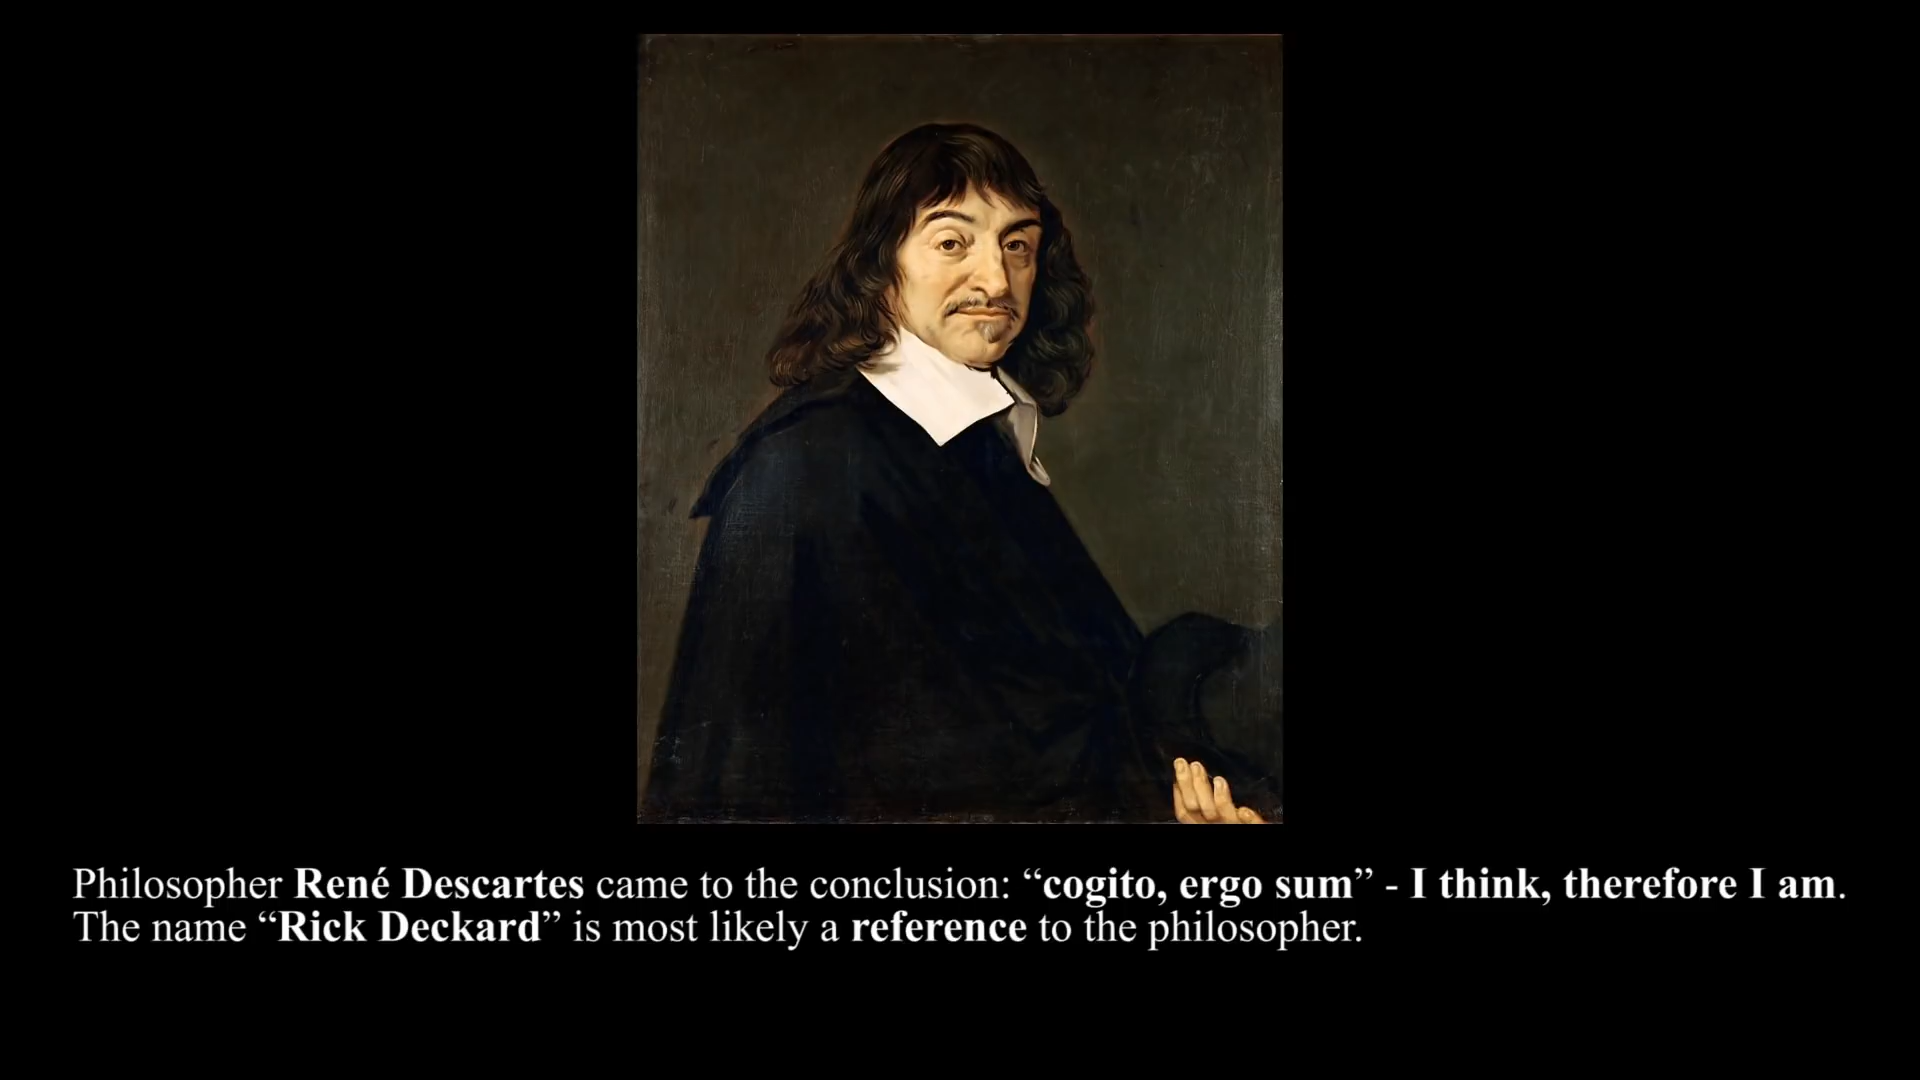 Philosopher René Descartes came to the conclusion: “cogito, ergo sum” - I think, therefore I am.
The name “Rick Deckard” is most likely a reference to the philosopher.